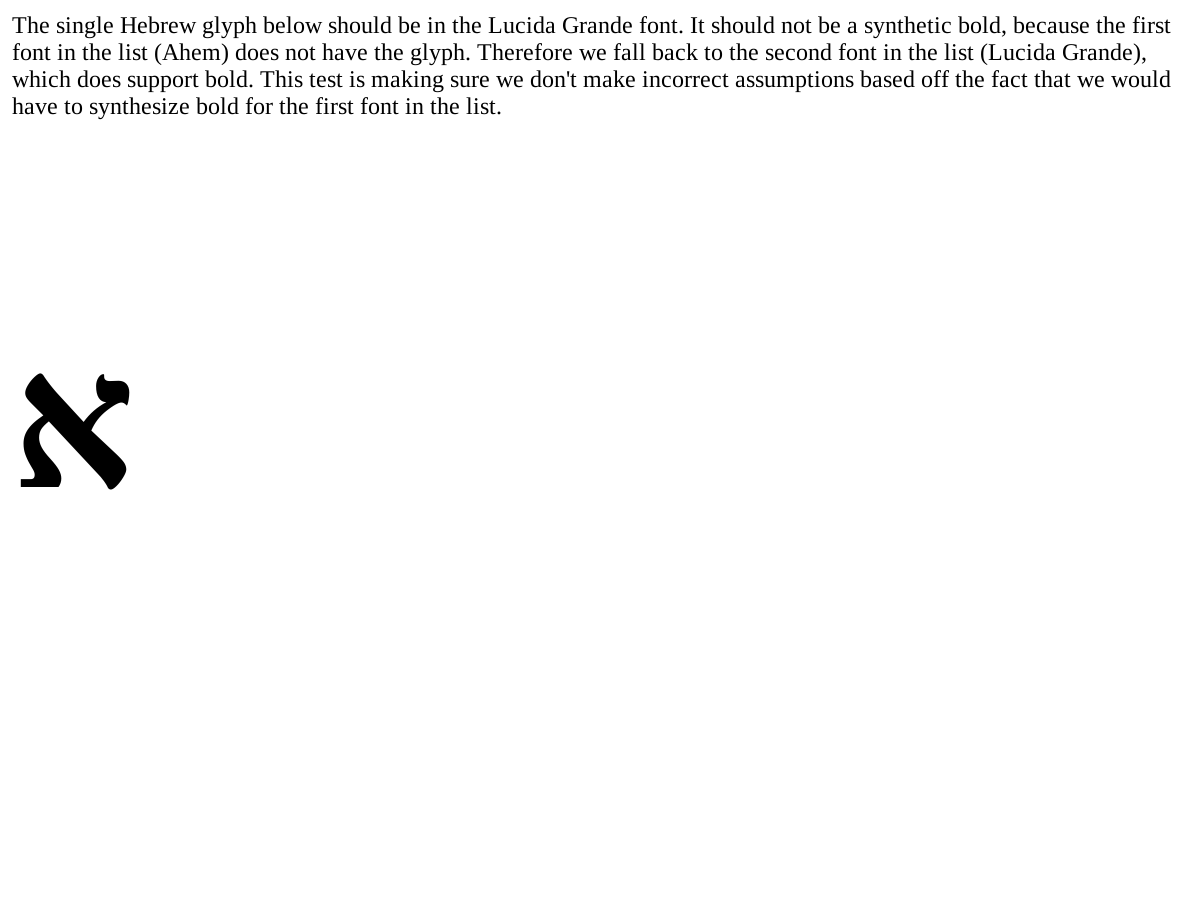 The single Hebrew glyph below should be in the Lucida Grande font. It should not be a synthetic bold, because the first
font in the list (Ahem) does not have the glyph. Therefore we fall back to the second font in the list (Lucida Grande),
which does support bold. This test is making sure we don't make incorrect assumptions based off the fact that we would
have to synthesize bold for the first font in the list.
א